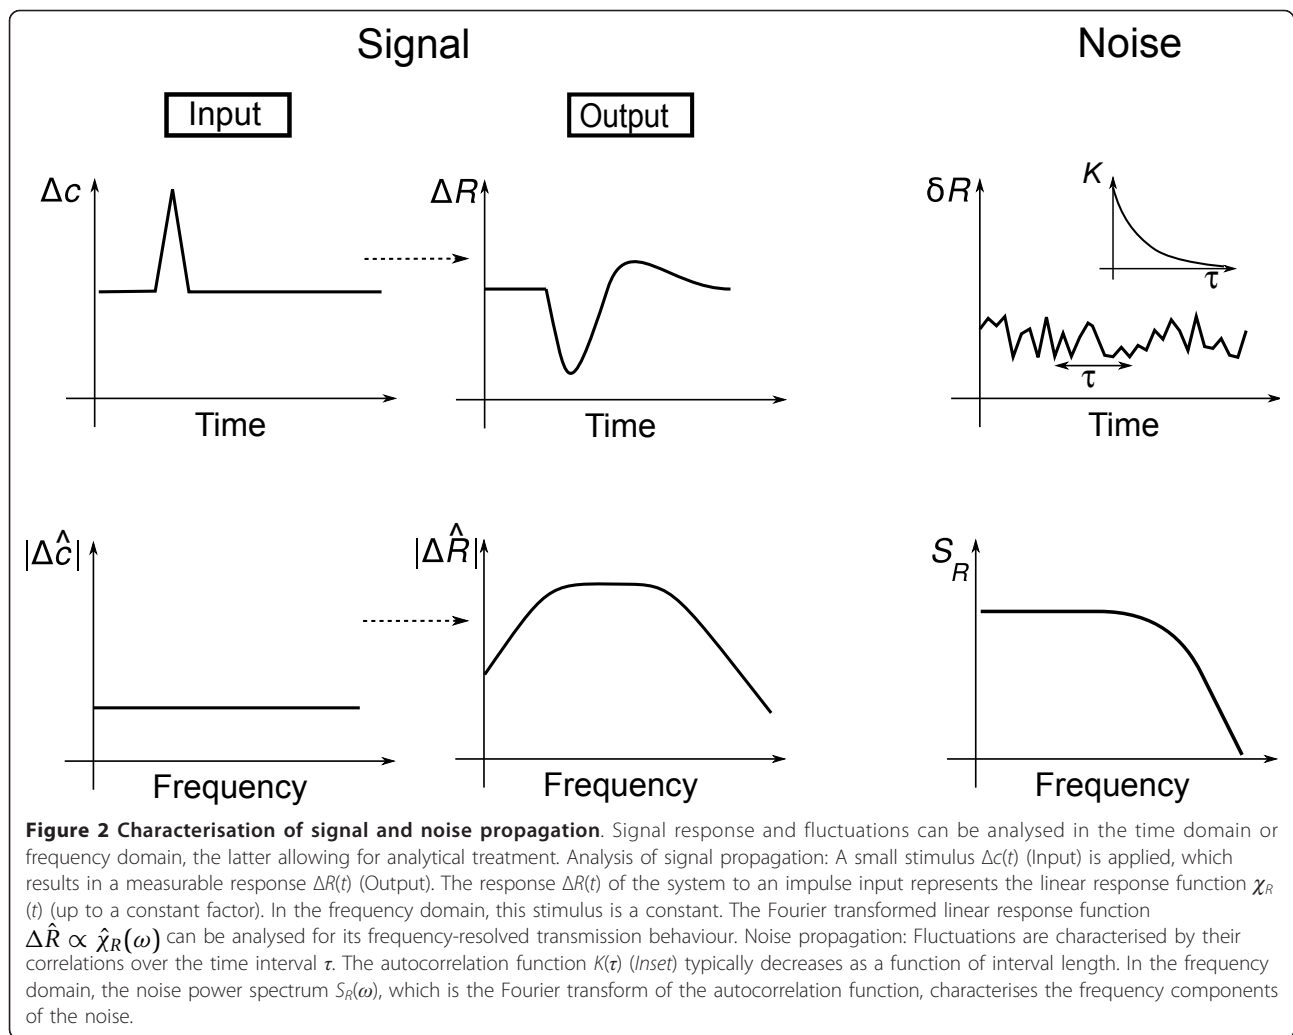 Signal
Noise
Input
Output
Δc
ΔR
δR
K
τ
τ
Time
Time
Time
|Δĉ|
|ΔR̂|
S_R
Frequency
Frequency
Frequency
Figure 2 Characterisation of signal and noise propagation. Signal response and fluctuations can be analysed in the time domain or
frequency domain, the latter allowing for analytical treatment. Analysis of signal propagation: A small stimulus Δc(t) (Input) is applied, which
results in a measurable response ΔR(t) (Output). The response ΔR(t) of the system to an impulse input represents the linear response function χ_R
(t) (up to a constant factor). In the frequency domain, this stimulus is a constant. The Fourier transformed linear response function
ΔR̂ ∝ χ̂_R(ω) can be analysed for its frequency-resolved transmission behaviour. Noise propagation: Fluctuations are characterised by their
correlations over the time interval τ. The autocorrelation function K(τ) (Inset) typically decreases as a function of interval length. In the frequency
domain, the noise power spectrum S_R(ω), which is the Fourier transform of the autocorrelation function, characterises the frequency components
of the noise.